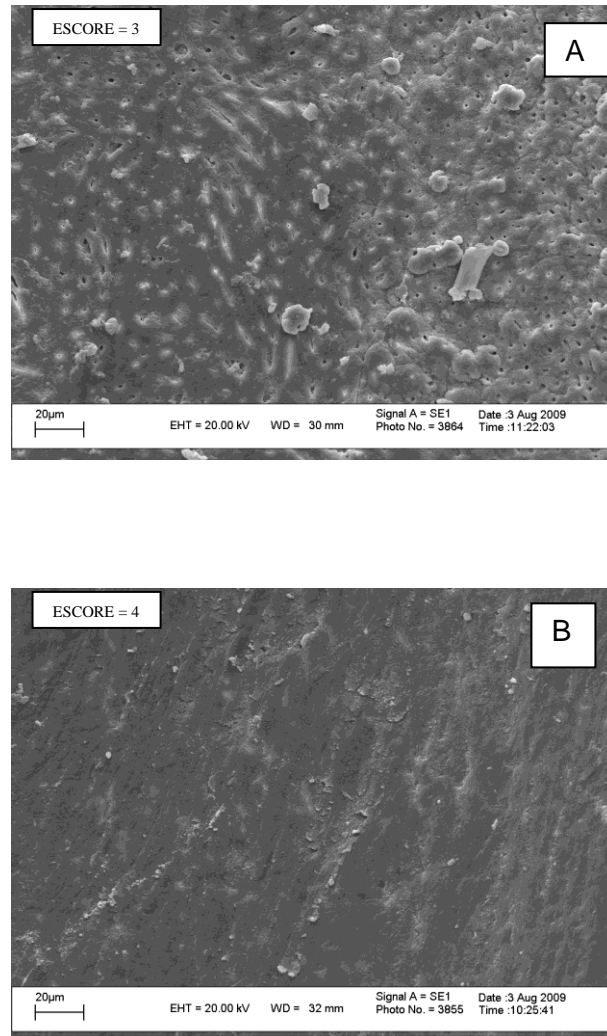 ESCORE = 3
A
20µm
EHT = 20.00 kV WD = 30 mm
Signal A = SE1 Date :3 Aug 2009
Photo No. = 3864 Time :11:22:03
ESCORE = 4
B
20µm
EHT = 20.00 kV WD = 32 mm
Signal A = SE1 Date :3 Aug 2009
Photo No. = 3855 Time :10:25:41